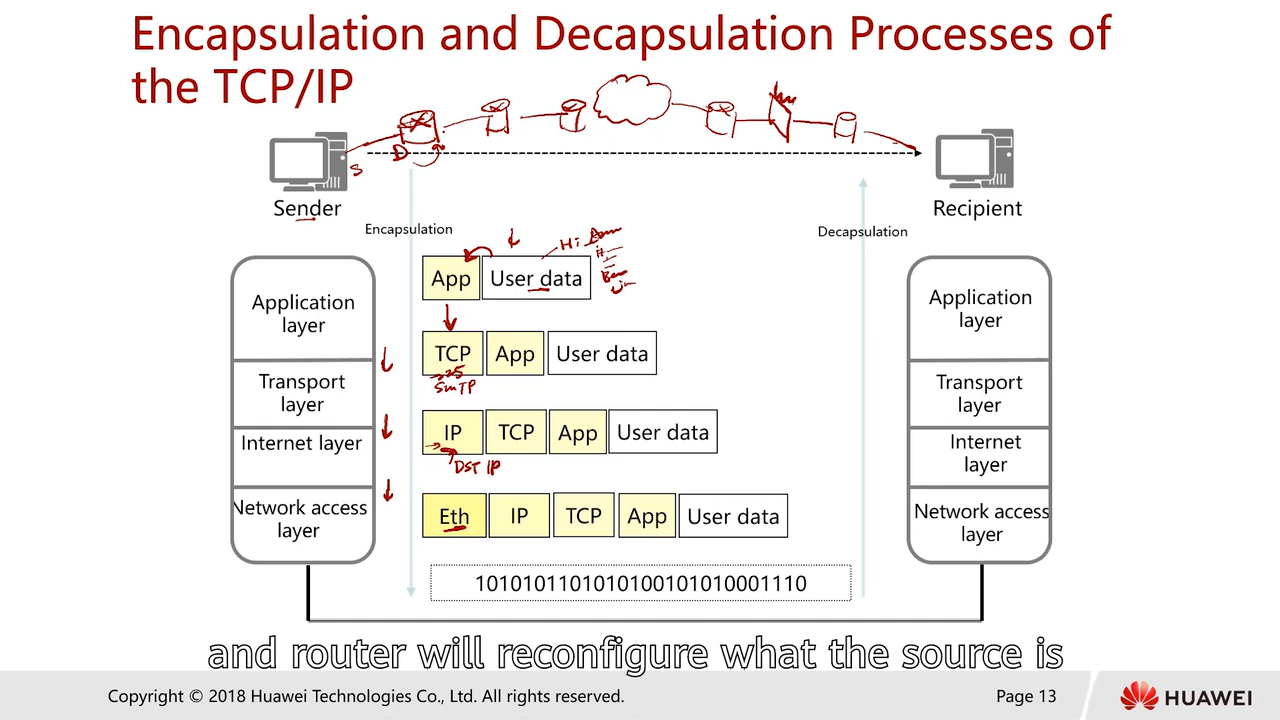 Encapsulation and Decapsulation Processes of
the TCP/IP
S
D
Sender
Recipient
Encapsulation
Decapsulation
Hi
App
User data
Application
layer
Application
layer
TCP
App
User data
25
SMTP
Transport
layer
Transport
layer
IP
TCP
App
User data
DST IP
Internet layer
Internet
layer
Eth
IP
TCP
App
User data
Network access
layer
Network access
layer
1010101101010100101010001110
and router will reconfigure what the source is
Copyright © 2018 Huawei Technologies Co., Ltd. All rights reserved.
Page 13
HUAWEI